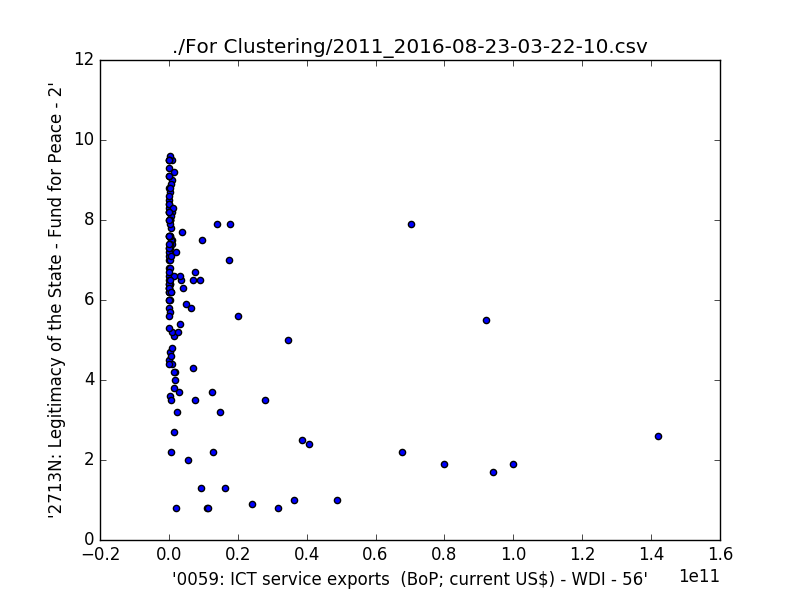 ./For Clustering/2011_2016-08-23-03-22-10.csv
'2713N: Legitimacy of the State - Fund for Peace - 2'
12
10
8
6
4
2
0
−0.2 0.0 0.2 0.4 0.6 0.8 1.0 1.2 1.4 1.6
1e11
'0059: ICT service exports  (BoP; current US$) - WDI - 56'